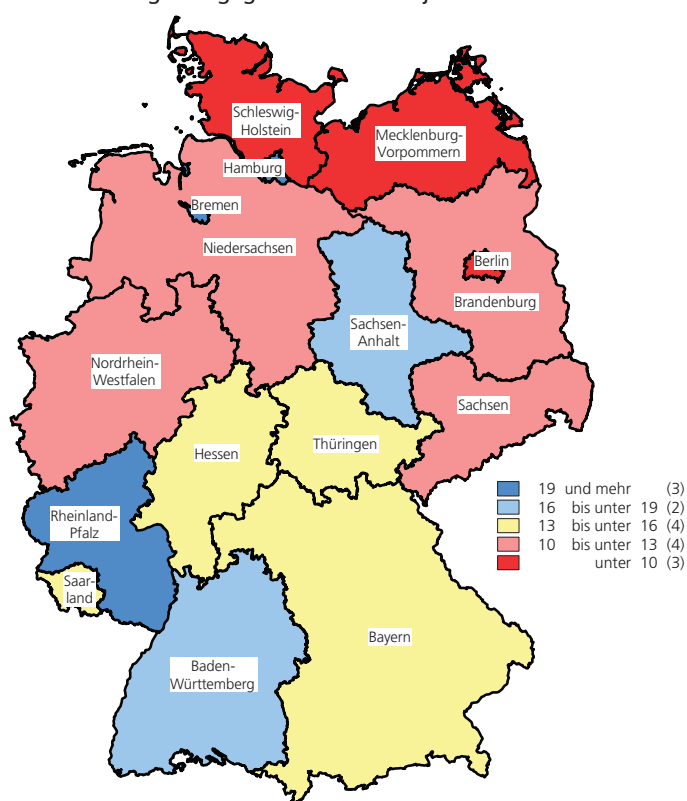 Schleswig-
Holstein
Mecklenburg-
Vorpommern
Hamburg
Bremen
Niedersachsen
Berlin
Brandenburg
Sachsen-
Anhalt
Nordrhein-
Westfalen
Sachsen
Thüringen
Hessen
19 und mehr (3)
16 bis unter 19 (2)
13 bis unter 16 (4)
10 bis unter 13 (4)
unter 10 (3)
Rheinland-
Pfalz
Saar-
land
Bayern
Baden-
Württemberg